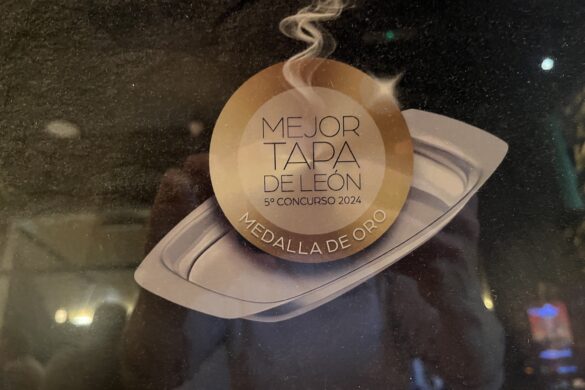 MEJOR
TAPA
DE LEÓN
5º CONCURSO 2024
MEDALLA DE ORO